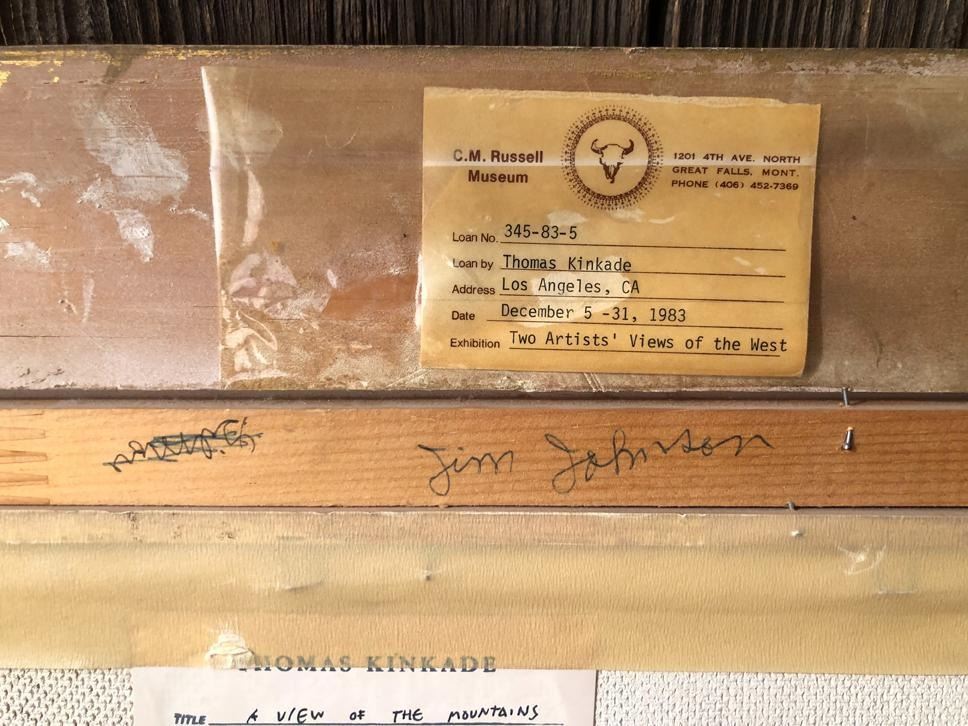 C.M. Russell
Museum
1201 4TH AVE. NORTH
GREAT FALLS, MONT.
PHONE (406) 452-7369
Loan No. 345-83-5
Loan by Thomas Kinkade
Address Los Angeles, CA
Date December 5 -31, 1983
Exhibition Two Artists' Views of the West
Jim Johnson
THOMAS KINKADE
TITLE A VIEW OF THE MOUNTAINS